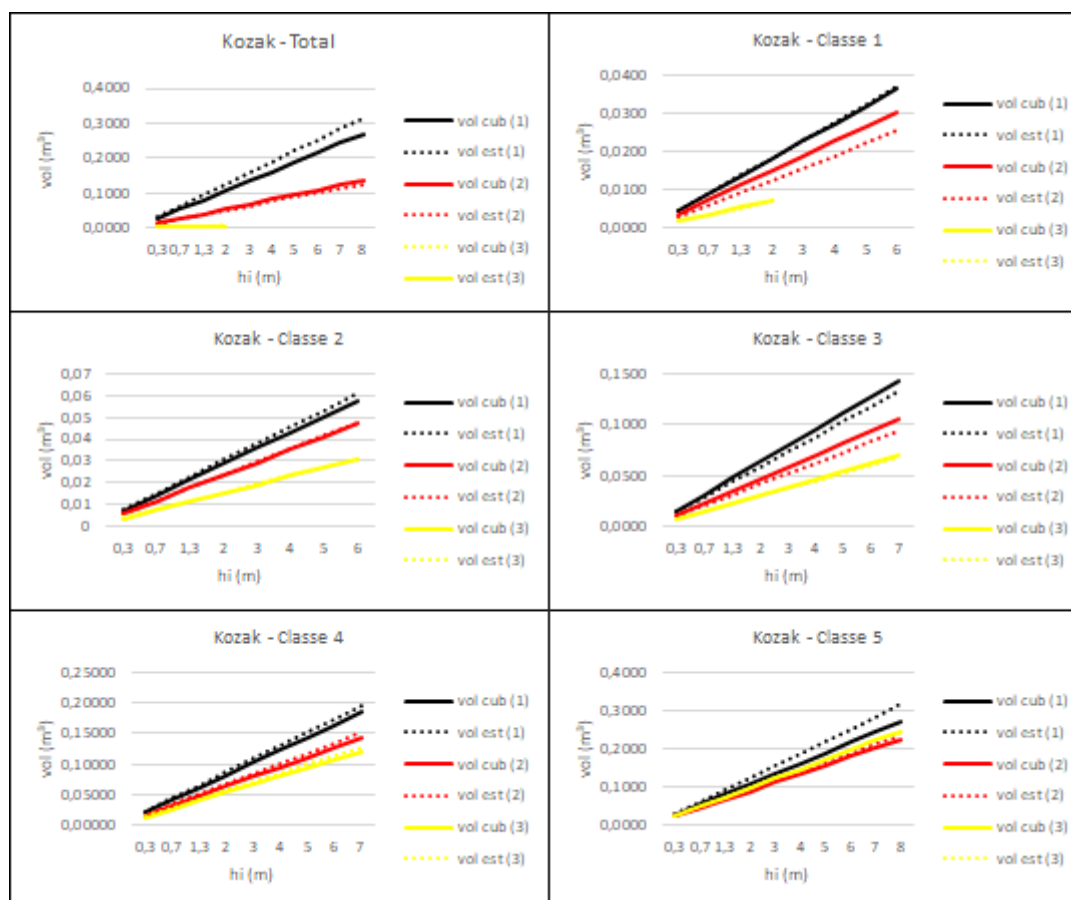 Kozak - Total
vol (m³)
0,4000
0,3000
0,2000
0,1000
0,0000
0,3 0,7 1,3 2 3 4 5 6 7 8
hi (m)
vol cub (1)
vol est (1)
vol cub (2)
vol est (2)
vol cub (3)
vol est (3)
Kozak - Classe 1
vol (m³)
0,0400
0,0300
0,0200
0,0100
0,0000
0,3 0,7 1,3 2 3 4 5 6
hi (m)
vol cub (1)
vol est (1)
vol cub (2)
vol est (2)
vol cub (3)
vol est (3)
Kozak - Classe 2
vol (m³)
0,07
0,06
0,05
0,04
0,03
0,02
0,01
0
0,3 0,7 1,3 2 3 4 5 6
hi (m)
vol cub (1)
vol est (1)
vol cub (2)
vol est (2)
vol cub (3)
vol est (3)
Kozak - Classe 3
vol (m³)
0,1500
0,1000
0,0500
0,0000
0,3 0,7 1,3 2 3 4 5 6 7
hi (m)
vol cub (1)
vol est (1)
vol cub (2)
vol est (2)
vol cub (3)
vol est (3)
Kozak - Classe 4
vol (m³)
0,25000
0,20000
0,15000
0,10000
0,05000
0,00000
0,3 0,7 1,3 2 3 4 5 6 7
hi (m)
vol cub (1)
vol est (1)
vol cub (2)
vol est (2)
vol cub (3)
vol est (3)
Kozak - Classe 5
vol (m³)
0,4000
0,3000
0,2000
0,1000
0,0000
0,3 0,7 1,3 2 3 4 5 6 7 8
hi (m)
vol cub (1)
vol est (1)
vol cub (2)
vol est (2)
vol cub (3)
vol est (3)